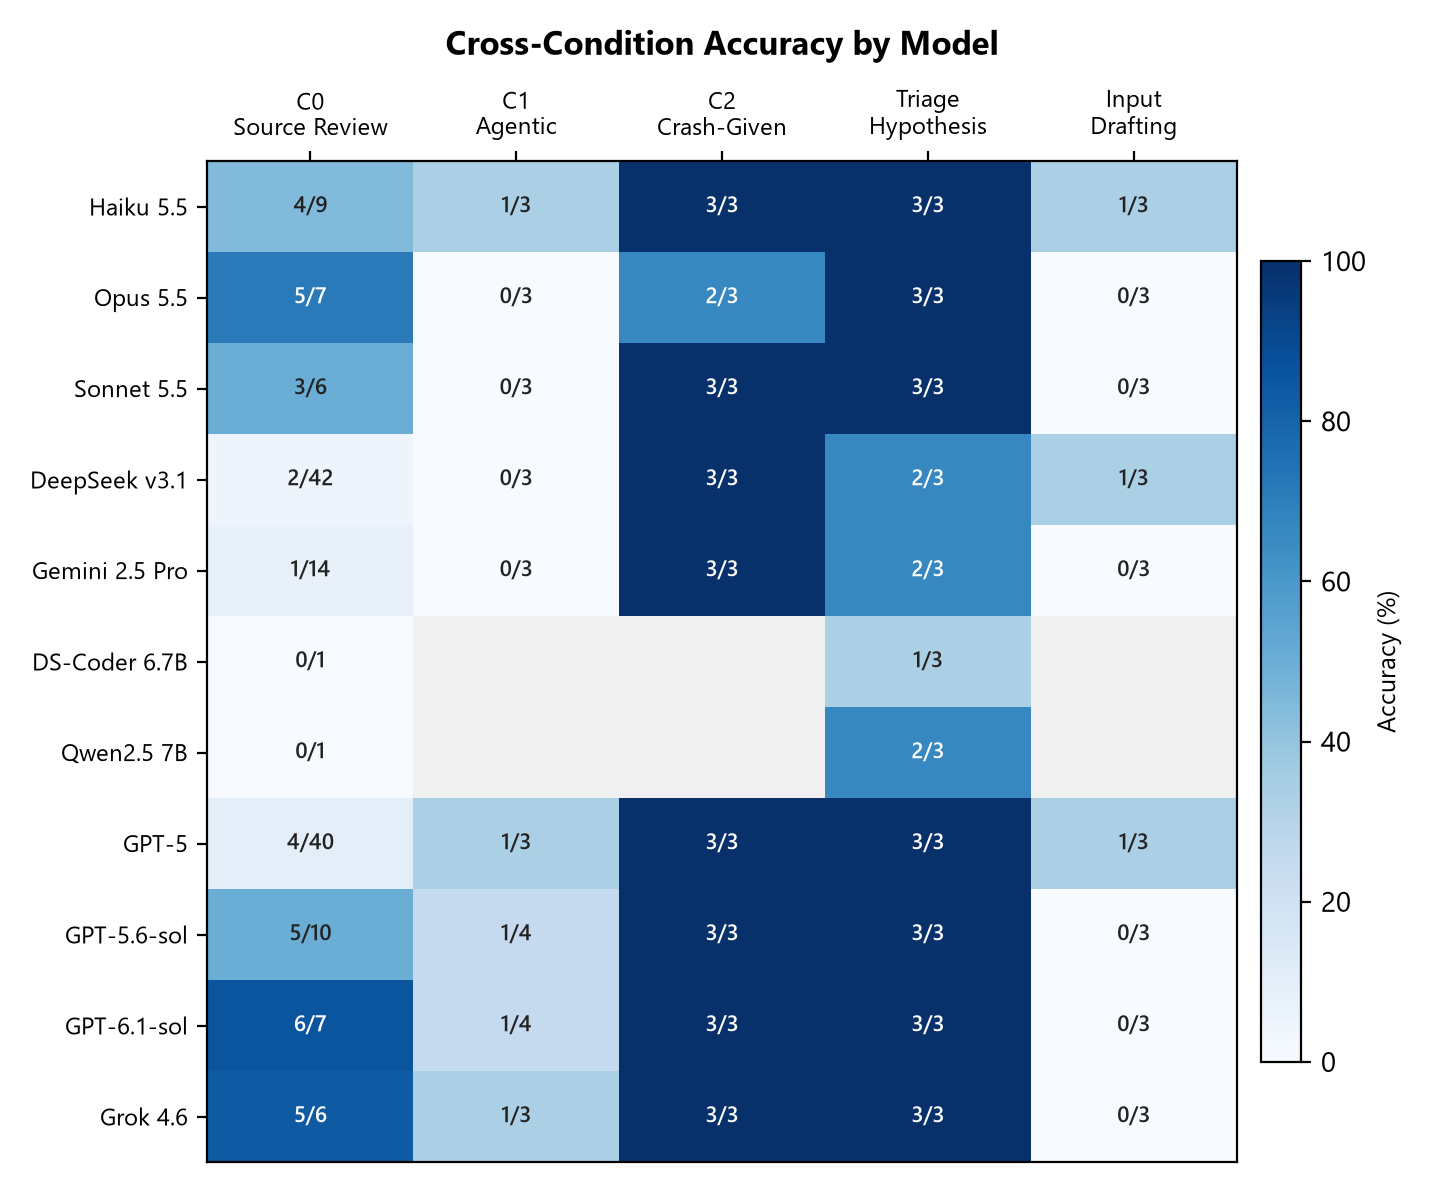 Cross-Condition Accuracy by Model
C0
Source Review
C1
Agentic
C2
Crash-Given
Triage
Hypothesis
Input
Drafting
Haiku 5.5 4/9 1/3 3/3 3/3 1/3
Opus 5.5 5/7 0/3 2/3 3/3 0/3
Sonnet 5.5 3/6 0/3 3/3 3/3 0/3
DeepSeek v3.1 2/42 0/3 3/3 2/3 1/3
Gemini 2.5 Pro 1/14 0/3 3/3 2/3 0/3
DS-Coder 6.7B 0/1 1/3
Qwen2.5 7B 0/1 2/3
GPT-5 4/40 1/3 3/3 3/3 1/3
GPT-5.6-sol 5/10 1/4 3/3 3/3 0/3
GPT-6.1-sol 6/7 1/4 3/3 3/3 0/3
Grok 4.6 5/6 1/3 3/3 3/3 0/3
100
80
60
40
20
0
Accuracy (%)